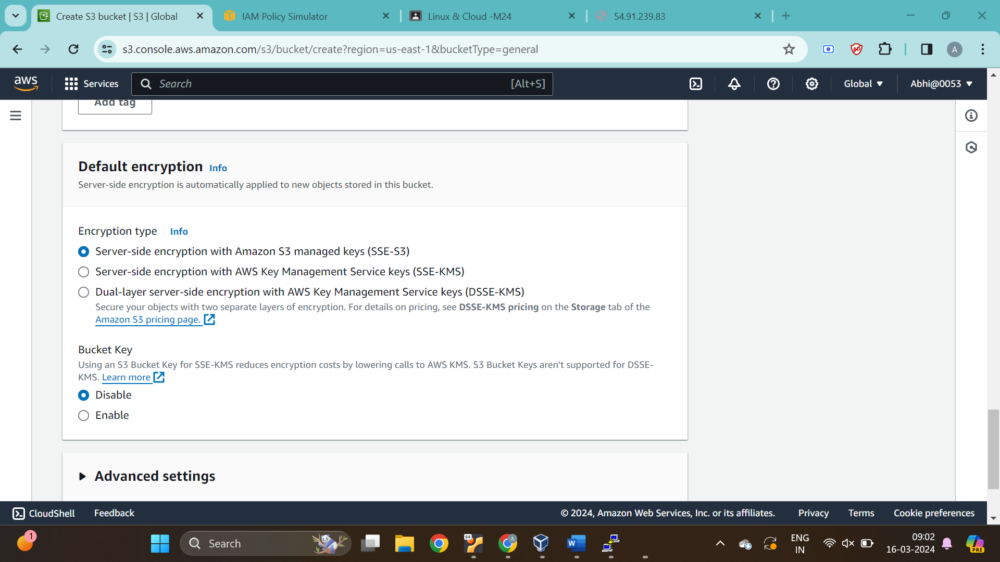 Create S3 bucket | S3 | Global
IAM Policy Simulator
Linux & Cloud -M24
54.91.239.83
s3.console.aws.amazon.com/s3/bucket/create?region=us-east-1&bucketType=general
A
aws
Services
Search
[Alt+S]
Global
Abhi@0053
Add tag
Default encryption Info
Server-side encryption is automatically applied to new objects stored in this bucket.
Encryption type Info
Server-side encryption with Amazon S3 managed keys (SSE-S3)
Server-side encryption with AWS Key Management Service keys (SSE-KMS)
Dual-layer server-side encryption with AWS Key Management Service keys (DSSE-KMS)
Secure your objects with two separate layers of encryption. For details on pricing, see DSSE-KMS pricing on the Storage tab of the
Amazon S3 pricing page.
Bucket Key
Using an S3 Bucket Key for SSE-KMS reduces encryption costs by lowering calls to AWS KMS. S3 Bucket Keys aren't supported for DSSE-
KMS. Learn more
Disable
Enable
Advanced settings
CloudShell
Feedback
© 2024, Amazon Web Services, Inc. or its affiliates.
Privacy
Terms
Cookie preferences
1
Search
64
A
W
ENG
IN
09:02
16-03-2024
PRE